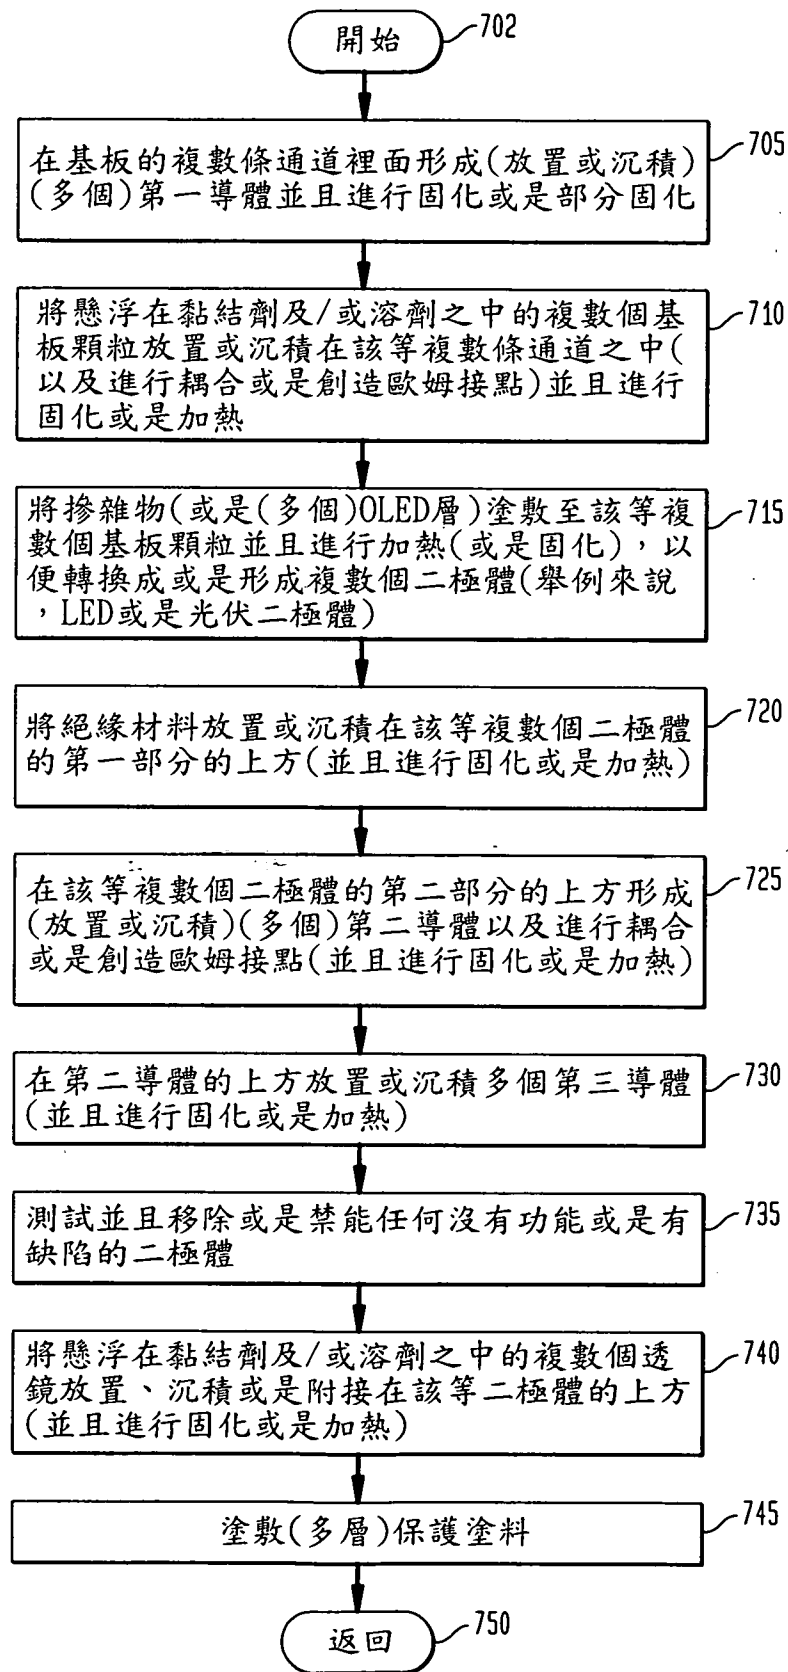 開始
702
在基板的複數條通道裡面形成(放置或沉積)
(多個)第一導體並且進行固化或是部分固化
705
將懸浮在黏結劑及/或溶劑之中的複數個基
板顆粒放置或沉積在該等複數條通道之中(
以及進行耦合或是創造歐姆接點)並且進行
固化或是加熱
710
將摻雜物(或是(多個)OLED層)塗敷至該等複
數個基板顆粒並且進行加熱(或是固化),以
便轉換成或是形成複數個二極體(舉例來說
,LED或是光伏二極體)
715
將絕緣材料放置或沉積在該等複數個二極體
的第一部分的上方(並且進行固化或是加熱)
720
在該等複數個二極體的第二部分的上方形成
(放置或沉積)(多個)第二導體以及進行耦合
或是創造歐姆接點(並且進行固化或是加熱)
725
在第二導體的上方放置或沉積多個第三導體
(並且進行固化或是加熱)
730
測試並且移除或是禁能任何沒有功能或是有
缺陷的二極體
735
將懸浮在黏結劑及/或溶劑之中的複數個透
鏡放置、沉積或是附接在該等二極體的上方
(並且進行固化或是加熱)
740
塗敷(多層)保護塗料
745
返回
750